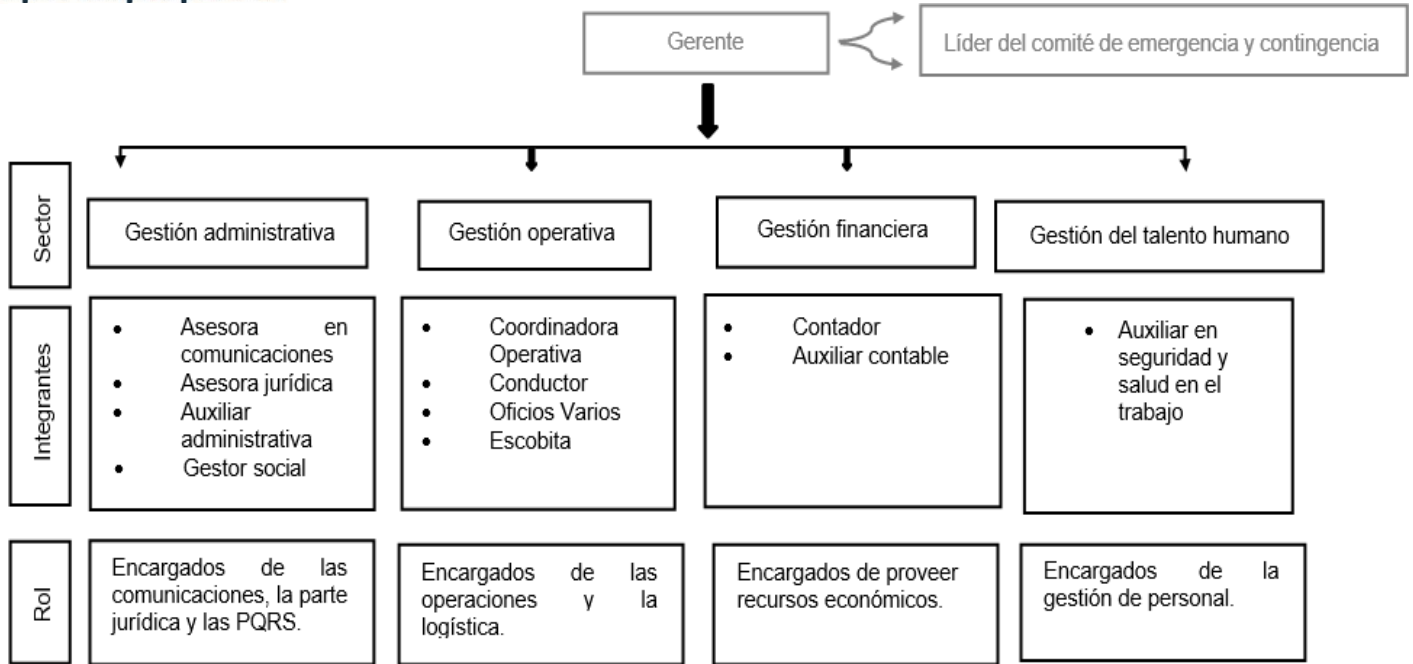 Gerente
Líder del comité de emergencia y contingencia
Sector
Gestión administrativa
Gestión operativa
Gestión financiera
Gestión del talento humano
Integrantes
• Asesora en
comunicaciones
• Asesora jurídica
• Auxiliar
administrativa
• Gestor social
• Coordinadora
Operativa
• Conductor
• Oficios Varios
• Escobita
• Contador
• Auxiliar contable
• Auxiliar en
seguridad y
salud en el
trabajo
Rol
Encargados de las
comunicaciones, la parte
jurídica y las PQRS.
Encargados de las
operaciones y la
logística.
Encargados de proveer
recursos económicos.
Encargados de la
gestión de personal.